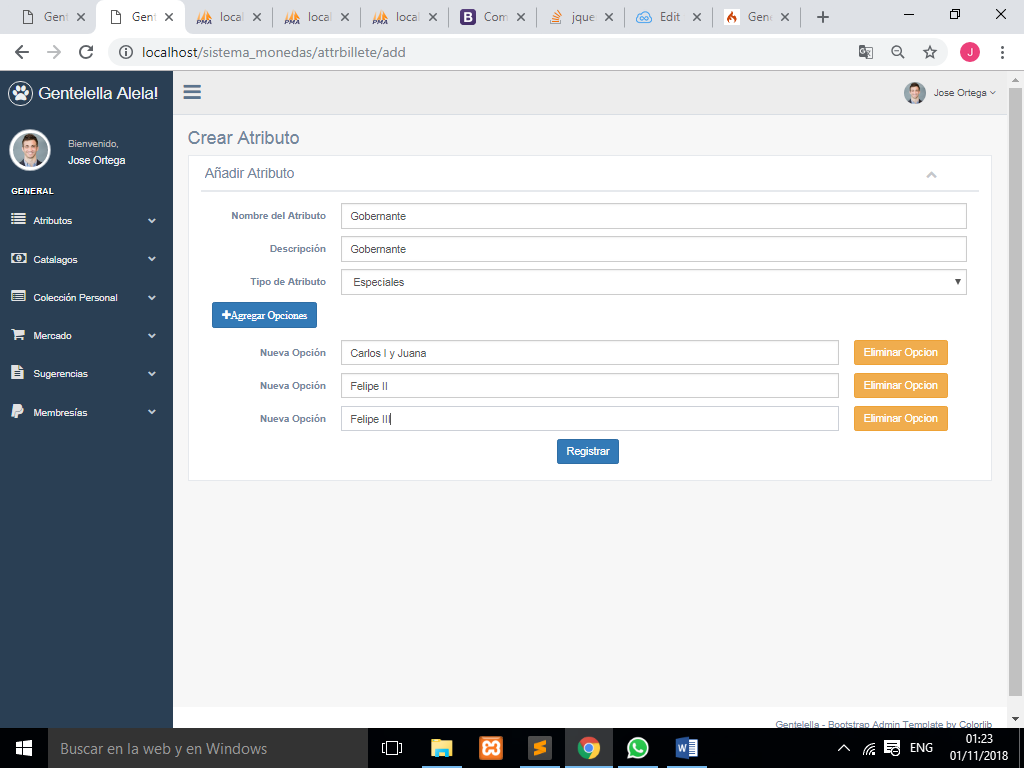 Gent
Gent
local
local
local
Com
jque
Edit
Gene
localhost/sistema_monedas/attrbillete/add
J
Gentelella Alela!
Jose Ortega
Bienvenido,
Jose Ortega
GENERAL
Atributos
Catalagos
Colección Personal
Mercado
Sugerencias
Membresías
Crear Atributo
Añadir Atributo
Nombre del Atributo Gobernante
Descripción Gobernante
Tipo de Atributo Especiales
Agregar Opciones
Nueva Opción Carlos I y Juana Eliminar Opcion
Nueva Opción Felipe II Eliminar Opcion
Nueva Opción Felipe III Eliminar Opcion
Registrar
Gentelella - Bootstrap Admin Template by Colorlib
Buscar en la web y en Windows
ENG
01:23
01/11/2018